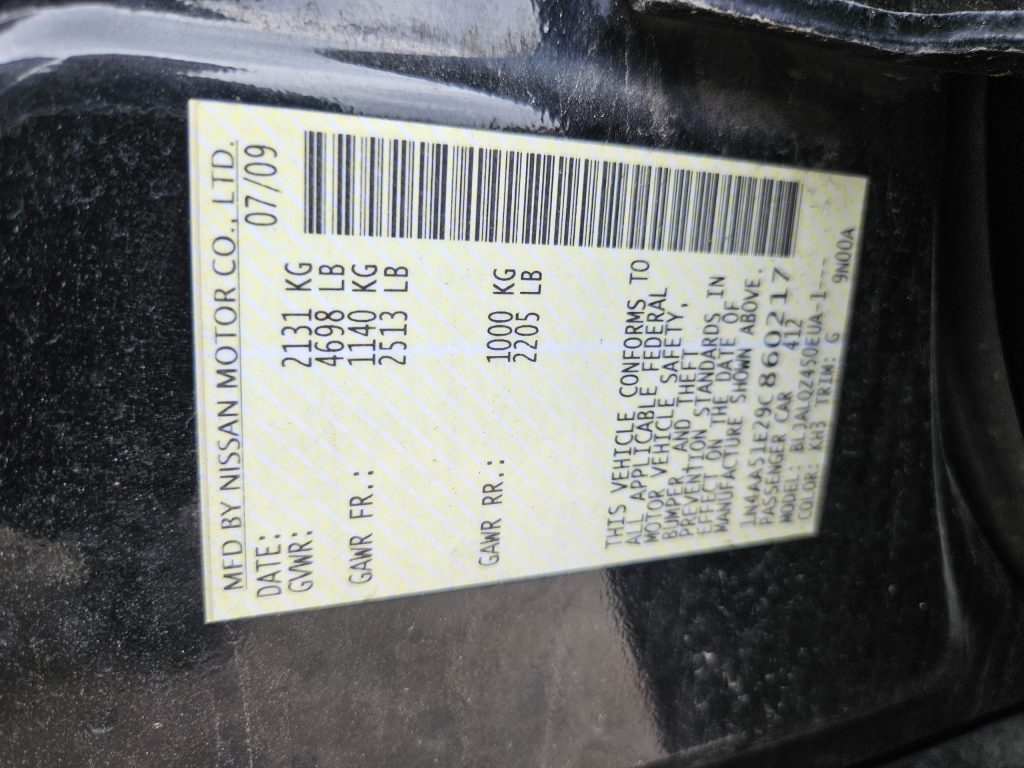 MFD BY NISSAN MOTOR CO., LTD.
DATE: 07/09
GVWR: 2131 KG
4698 LB
GAWR FR.: 1140 KG
2513 LB
GAWR RR.: 1000 KG
2205 LB
THIS VEHICLE CONFORMS TO
ALL APPLICABLE FEDERAL
MOTOR VEHICLE SAFETY,
BUMPER, AND THEFT
PREVENTION STANDARDS IN
EFFECT ON THE DATE OF
MANUFACTURE SHOWN ABOVE.
1N4AA51E29C860217
PASSENGER CAR 412
MODEL: BLJALQZ450EUA-1---
COLOR: KH3 TRIM: G 9N00A